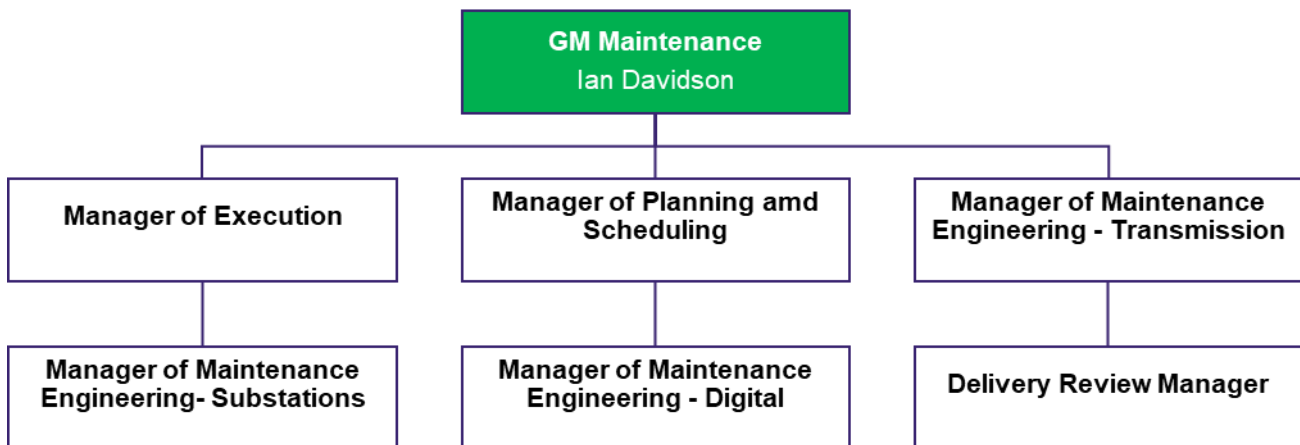 GM Maintenance
Ian Davidson
Manager of Execution
Manager of Planning amd
Scheduling
Manager of Maintenance
Engineering - Transmission
Manager of Maintenance
Engineering- Substations
Manager of Maintenance
Engineering - Digital
Delivery Review Manager